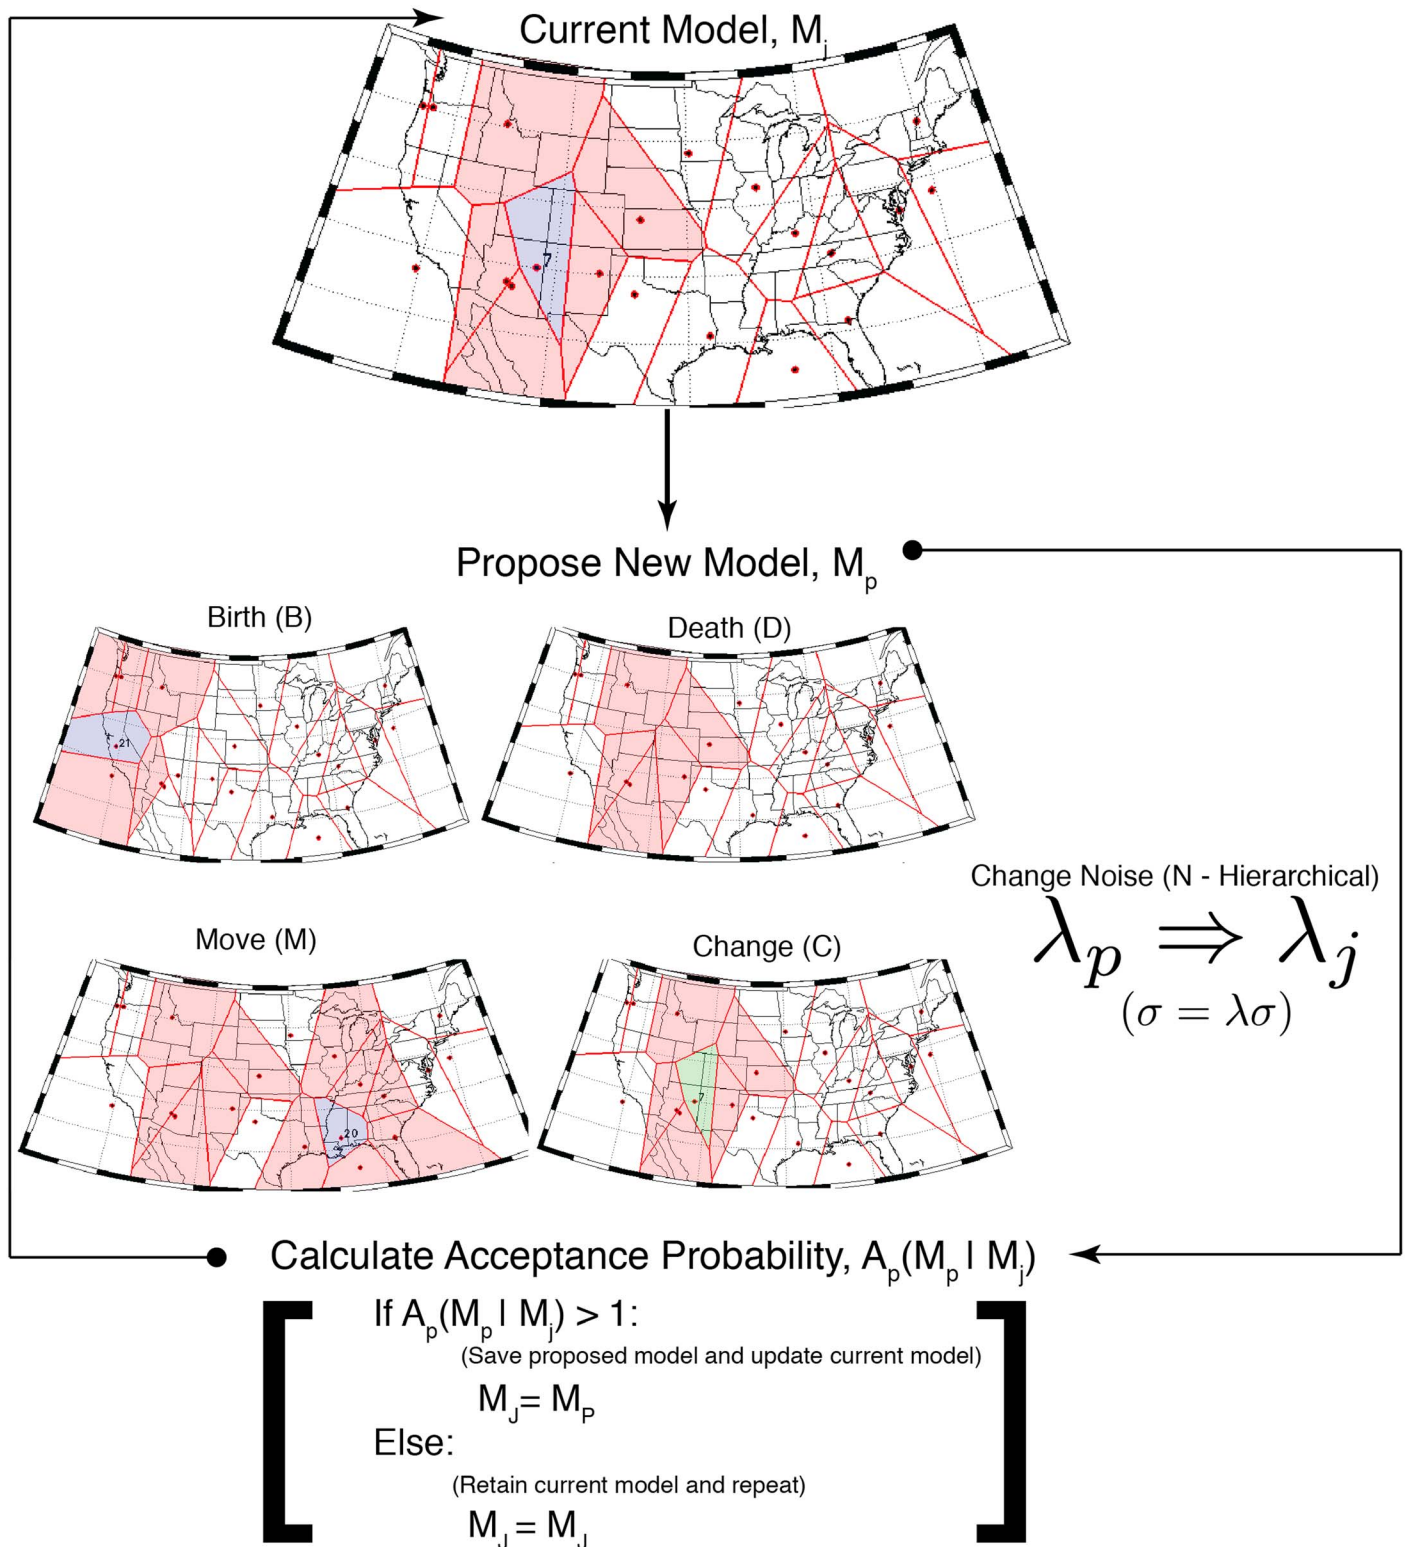 Current Model, Mj
7
Propose New Model, Mp
Birth (B)
Death (D)
21
Change Noise (N - Hierarchical)
λp ⇒ λj
(σ = λσ)
Move (M)
Change (C)
7
20
Calculate Acceptance Probability, Ap(Mp | Mj)
If Ap(Mp | Mj) > 1:
(Save proposed model and update current model)
MJ = MP
Else:
(Retain current model and repeat)
MJ = MJ